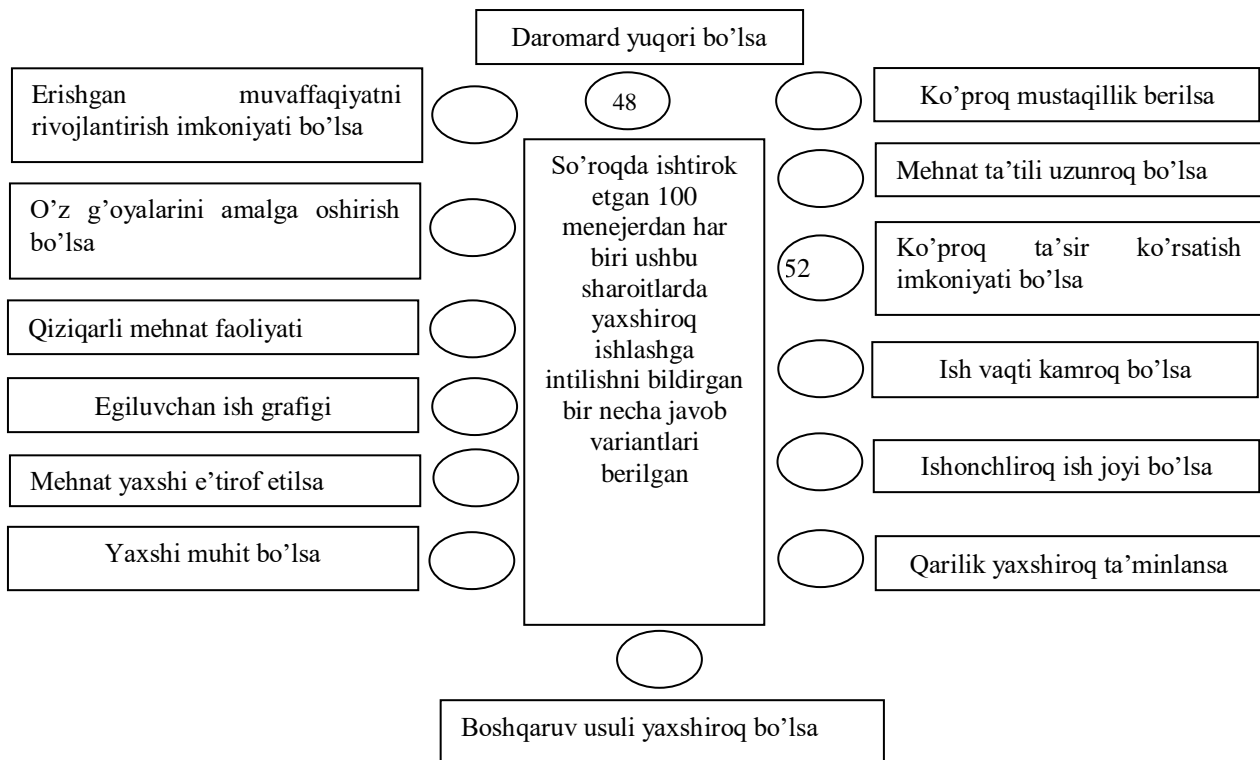 Daromard yuqori bo’lsa
48
Erishgan muvaffaqiyatni
rivojlantirish imkoniyati bo’lsa
O’z g’oyalarini amalga oshirish
bo’lsa
Qiziqarli mehnat faoliyati
Egiluvchan ish grafigi
Mehnat yaxshi e’tirof etilsa
Yaxshi muhit bo’lsa
So’roqda ishtirok
etgan 100
menejerdan har
biri ushbu
sharoitlarda
yaxshiroq
ishlashga
intilishni bildirgan
bir necha javob
variantlari
berilgan
Ko’proq mustaqillik berilsa
Mehnat ta’tili uzunroq bo’lsa
52
Ko’proq ta’sir ko’rsatish
imkoniyati bo’lsa
Ish vaqti kamroq bo’lsa
Ishonchliroq ish joyi bo’lsa
Qarilik yaxshiroq ta’minlansa
Boshqaruv usuli yaxshiroq bo’lsa